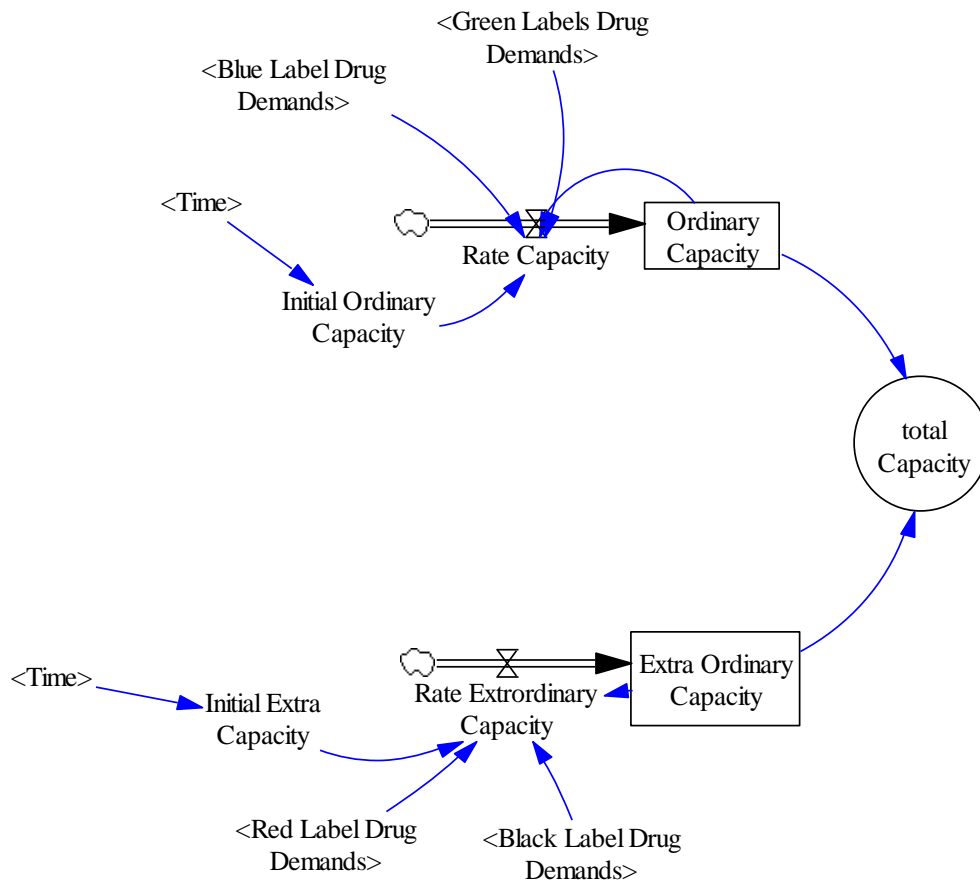 <Green Labels Drug
Demands>
<Blue Label Drug
Demands>
<Time>
Ordinary
Capacity
Rate Capacity
Initial Ordinary
Capacity
total
Capacity
<Time>
Extra Ordinary
Capacity
Rate Extrordinary
Capacity
Initial Extra
Capacity
<Red Label Drug
Demands>
<Black Label Drug
Demands>